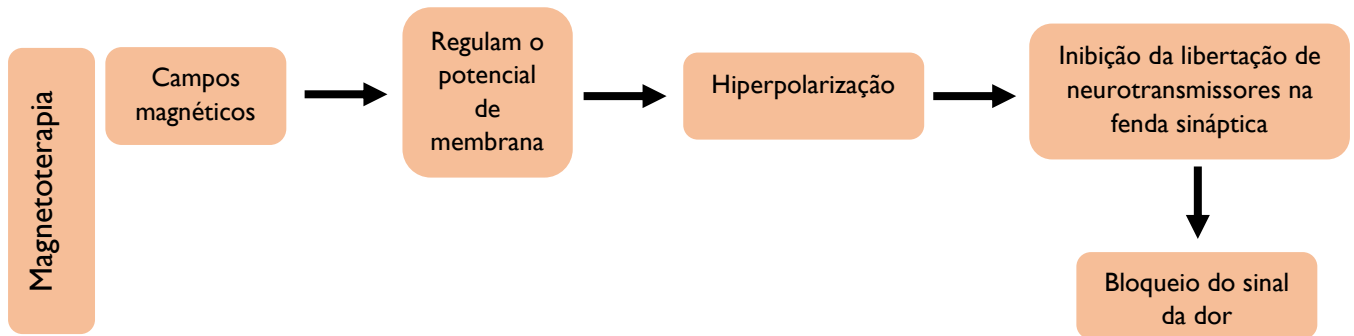 Magnetoterapia
Campos
magnéticos
Regulam o
potencial
de
membrana
Hiperpolarização
Inibição da libertação de
neurotransmissores na
fenda sináptica
Bloqueio do sinal
da dor